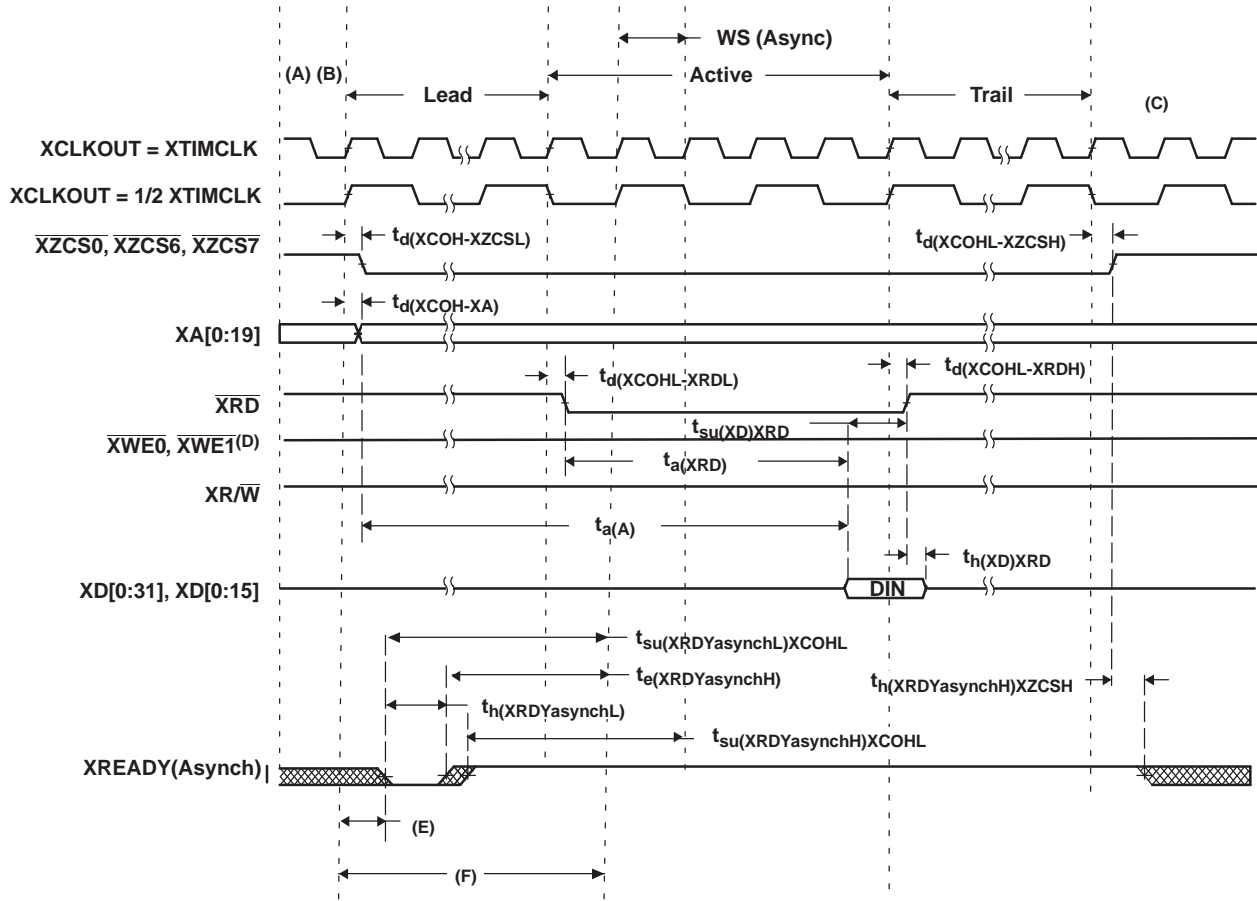 WS (Async)
(A) (B)
Active
Lead
Trail
(C)
XCLKOUT = XTIMCLK
XCLKOUT = 1/2 XTIMCLK
XZCS0, XZCS6, XZCS7
td(XCOH-XZCSL)
td(XCOHL-XZCSH)
td(XCOH-XA)
XA[0:19]
td(XCOHL-XRDL)
td(XCOHL-XRDH)
XRD
tsu(XD)XRD
XWE0, XWE1(D)
ta(XRD)
XR/W
ta(A)
th(XD)XRD
XD[0:31], XD[0:15]
DIN
tsu(XRDYasynchL)XCOHL
te(XRDYasynchH)
th(XRDYasynchH)XZCSH
th(XRDYasynchL)
tsu(XRDYasynchH)XCOHL
XREADY(Asynch)
(E)
(F)